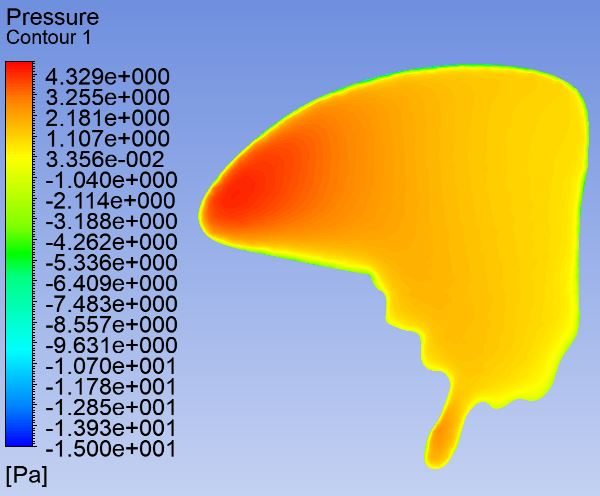 Pressure
Contour 1
4.329e+000
3.255e+000
2.181e+000
1.107e+000
3.356e-002
-1.040e+000
-2.114e+000
-3.188e+000
-4.262e+000
-5.336e+000
-6.409e+000
-7.483e+000
-8.557e+000
-9.631e+000
-1.070e+001
-1.178e+001
-1.285e+001
-1.393e+001
-1.500e+001
[Pa]